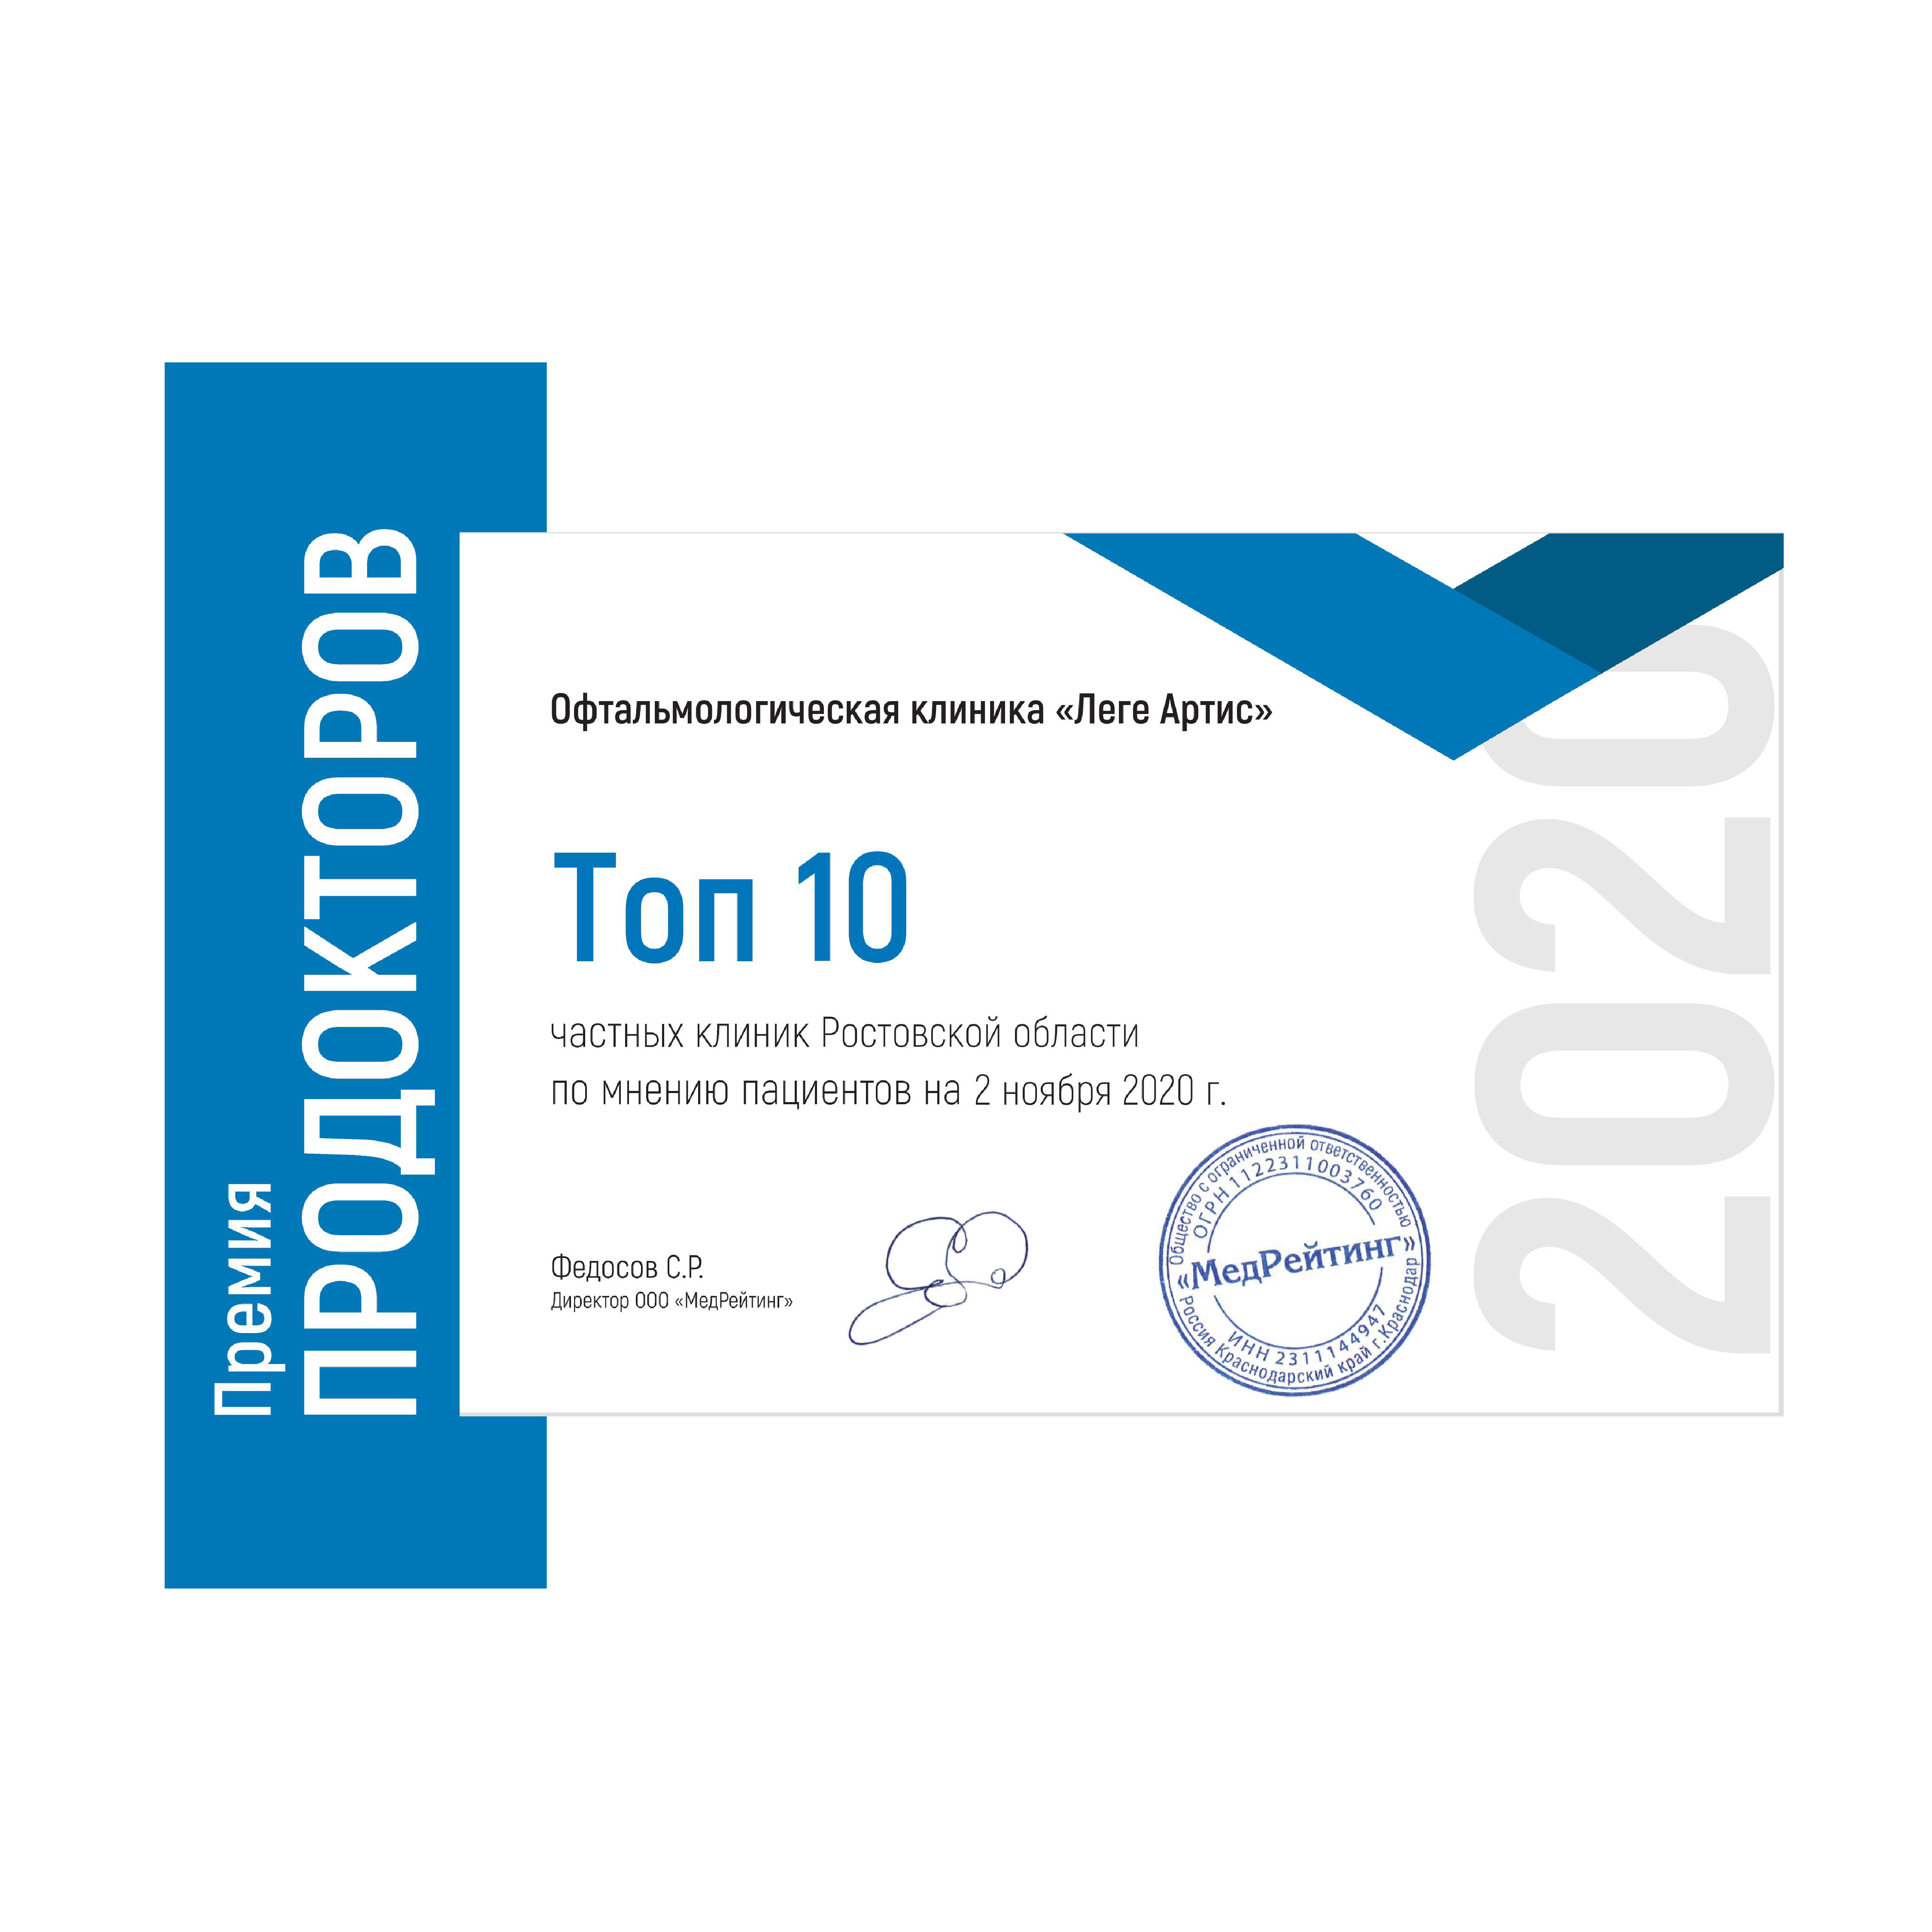 Премия
ПРОДОКТОРОВ
Офтальмологическая клиника «Леге Артис»
Топ 10
частных клиник Ростовской области
по мнению пациентов на 2 ноября 2020 г.
Федосов С.Р.
Директор ООО «МедРейтинг»
Общество с ограниченной ответственностью
ОГРН 1122311003760
«МедРейтинг»
ИНН 2311144947
Россия Краснодарский край г.Краснодар
2020